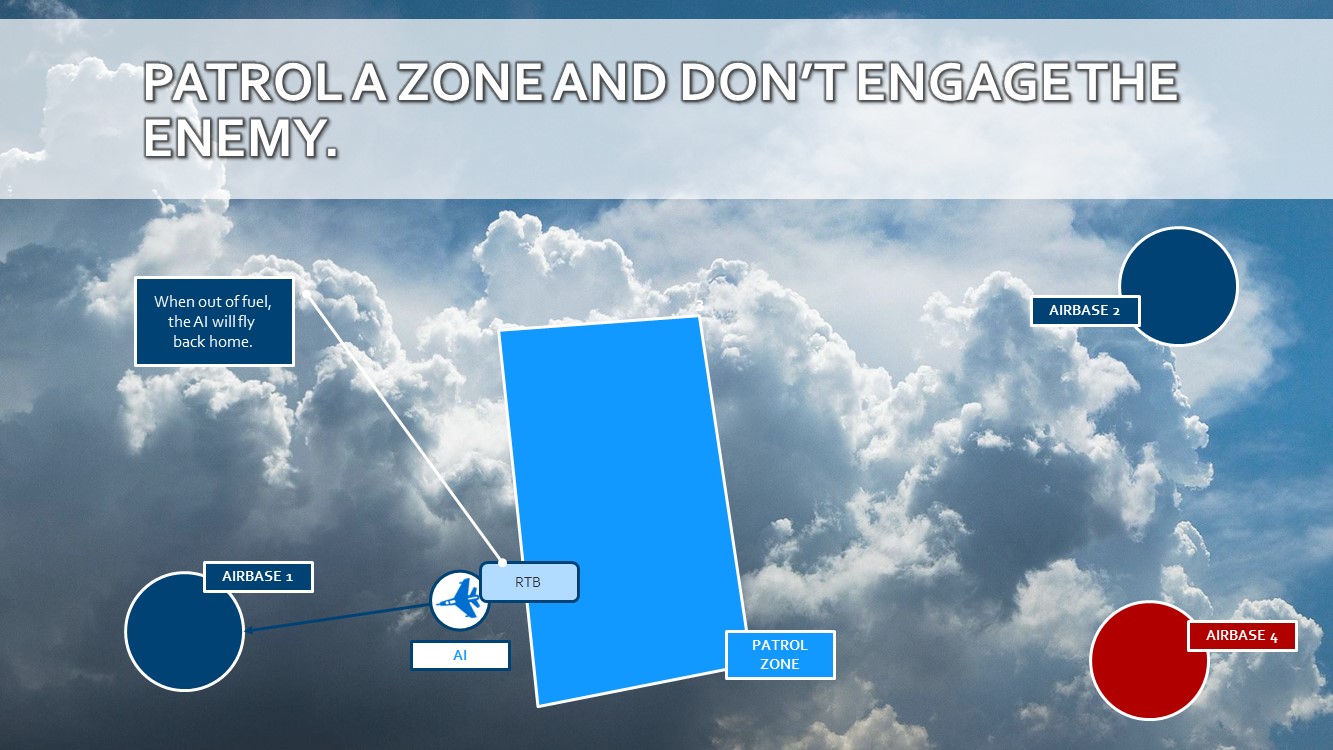 PATROL A ZONE AND DON’T ENGAGE THE
ENEMY.
When out of fuel,
the AI will fly
back home.
AIRBASE 2
AIRBASE 1
RTB
AI
PATROL
ZONE
AIRBASE 4